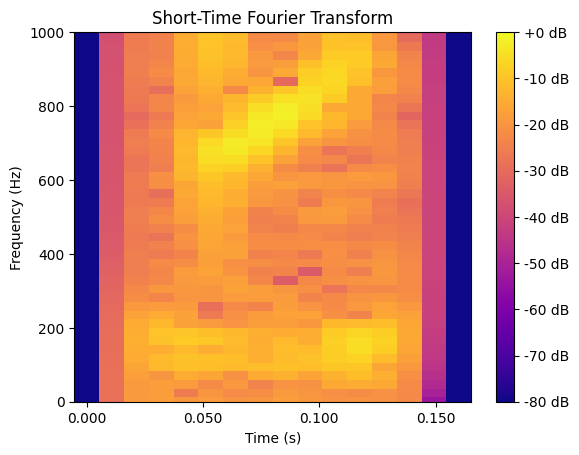 Short-Time Fourier Transform
1000
800
600
400
200
0
Frequency (Hz)
0.000
0.050
0.100
0.150
Time (s)
+0 dB
-10 dB
-20 dB
-30 dB
-40 dB
-50 dB
-60 dB
-70 dB
-80 dB